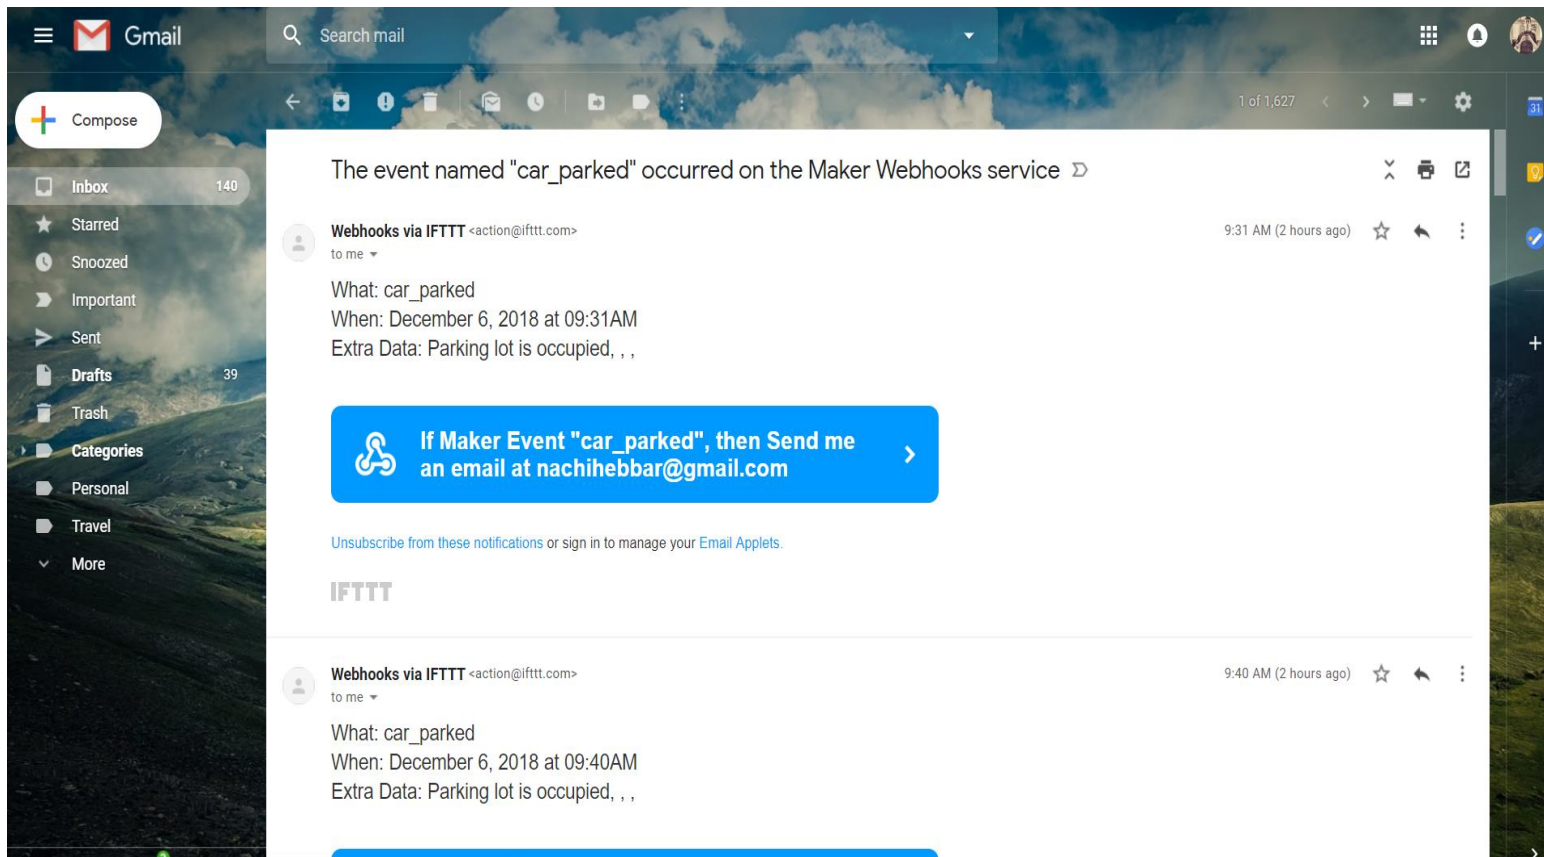 Gmail
Search mail
1 of 1,627
31
Compose
Inbox 140
Starred
Snoozed
Important
Sent
Drafts 39
Trash
Categories
Personal
Travel
More
The event named "car_parked" occurred on the Maker Webhooks service
Webhooks via IFTTT <action@ifttt.com> 9:31 AM (2 hours ago)
to me
What: car_parked
When: December 6, 2018 at 09:31AM
Extra Data: Parking lot is occupied, , ,
If Maker Event "car_parked", then Send me
an email at nachihebbar@gmail.com
Unsubscribe from these notifications or sign in to manage your Email Applets.
IFTTT
Webhooks via IFTTT <action@ifttt.com> 9:40 AM (2 hours ago)
to me
What: car_parked
When: December 6, 2018 at 09:40AM
Extra Data: Parking lot is occupied, , ,